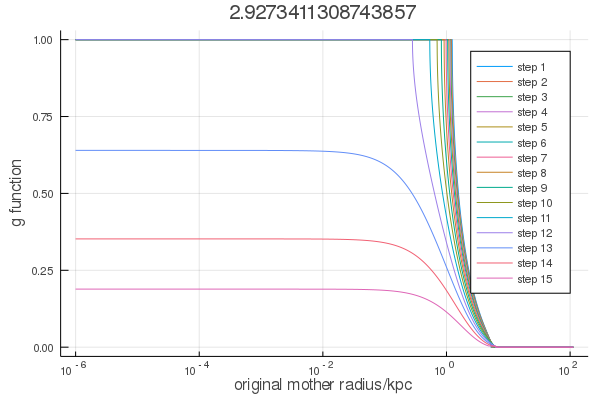 2.9273411308743857
1.00
0.75
0.50
0.25
0.00
g function
step 1
step 2
step 3
step 4
step 5
step 6
step 7
step 8
step 9
step 10
step 11
step 12
step 13
step 14
step 15
10^-6 10^-4 10^-2 10^0 10^2
original mother radius/kpc